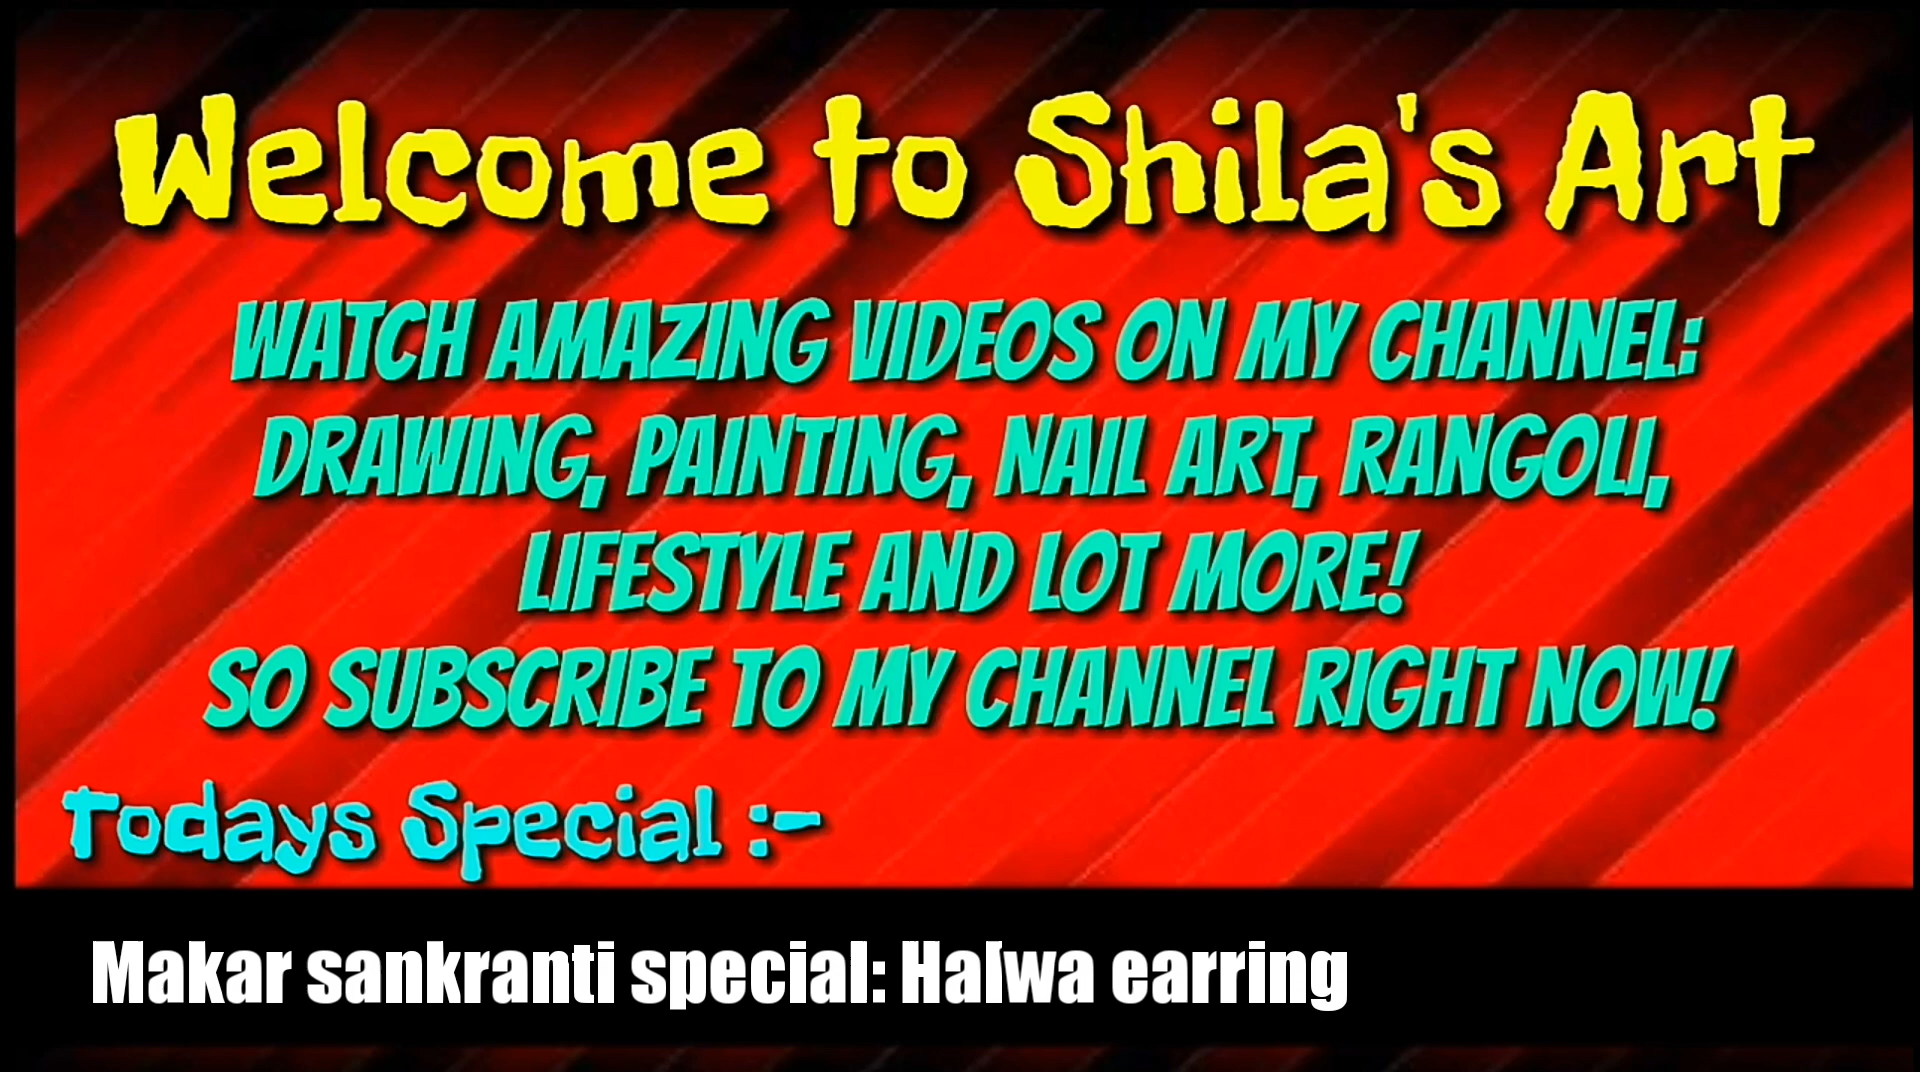 Welcome to Shila's Art
WATCH AMAZING VIDEOS ON MY CHANNEL:
DRAWING, PAINTING, NAIL ART, RANGOLI,
LIFESTYLE AND LOT MORE!
SO SUBSCRIBE TO MY CHANNEL RIGHT NOW!
Todays Special :-
Makar sankranti special: Halwa earring